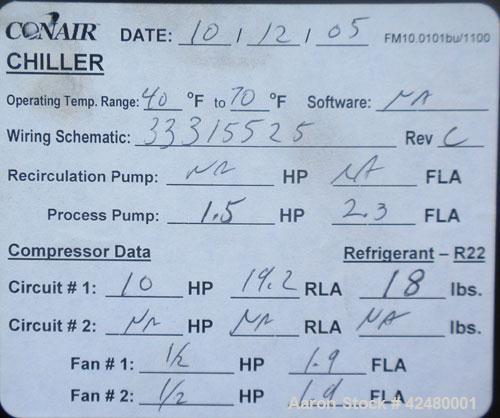 CONAIR DATE: 10 / 12 / 05 FM10.0101bu/1100
CHILLER
Operating Temp. Range: 40 °F to 70 °F Software: NA
Wiring Schematic: 33315525 Rev C
Recirculation Pump: NA HP NA FLA
Process Pump: 1.5 HP 2.3 FLA
Compressor Data Refrigerant – R22
Circuit # 1: 10 HP 19.2 RLA 18 lbs.
Circuit # 2: NA HP NA RLA NA lbs.
Fan # 1: 1/2 HP 1.9 FLA
Fan # 2: 1/2 HP 1.9 FLA
Aaron Stock # 42480001